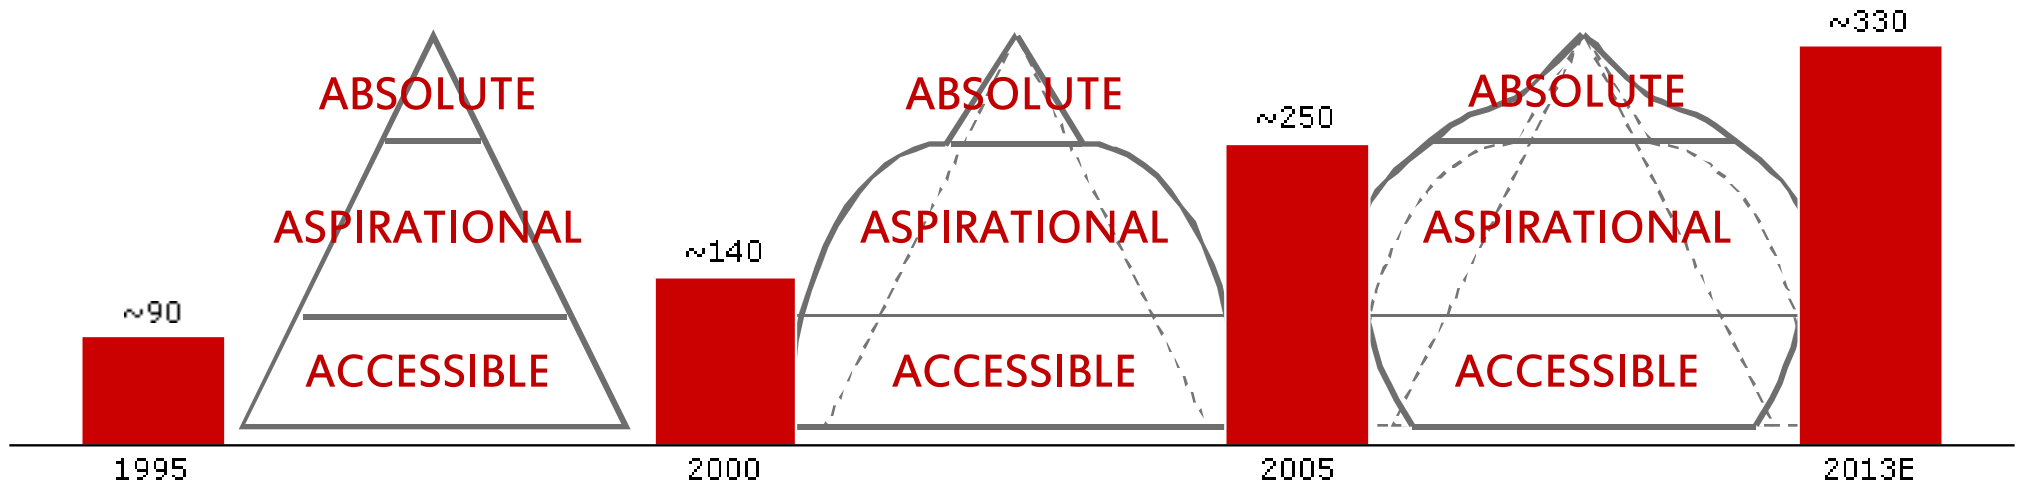 ~330
ABSOLUTE
ABSOLUTE
ABSOLUTE
~250
ASPIRATIONAL
ASPIRATIONAL
ASPIRATIONAL
~140
~90
ACCESSIBLE
ACCESSIBLE
ACCESSIBLE
1995
2000
2005
2013E